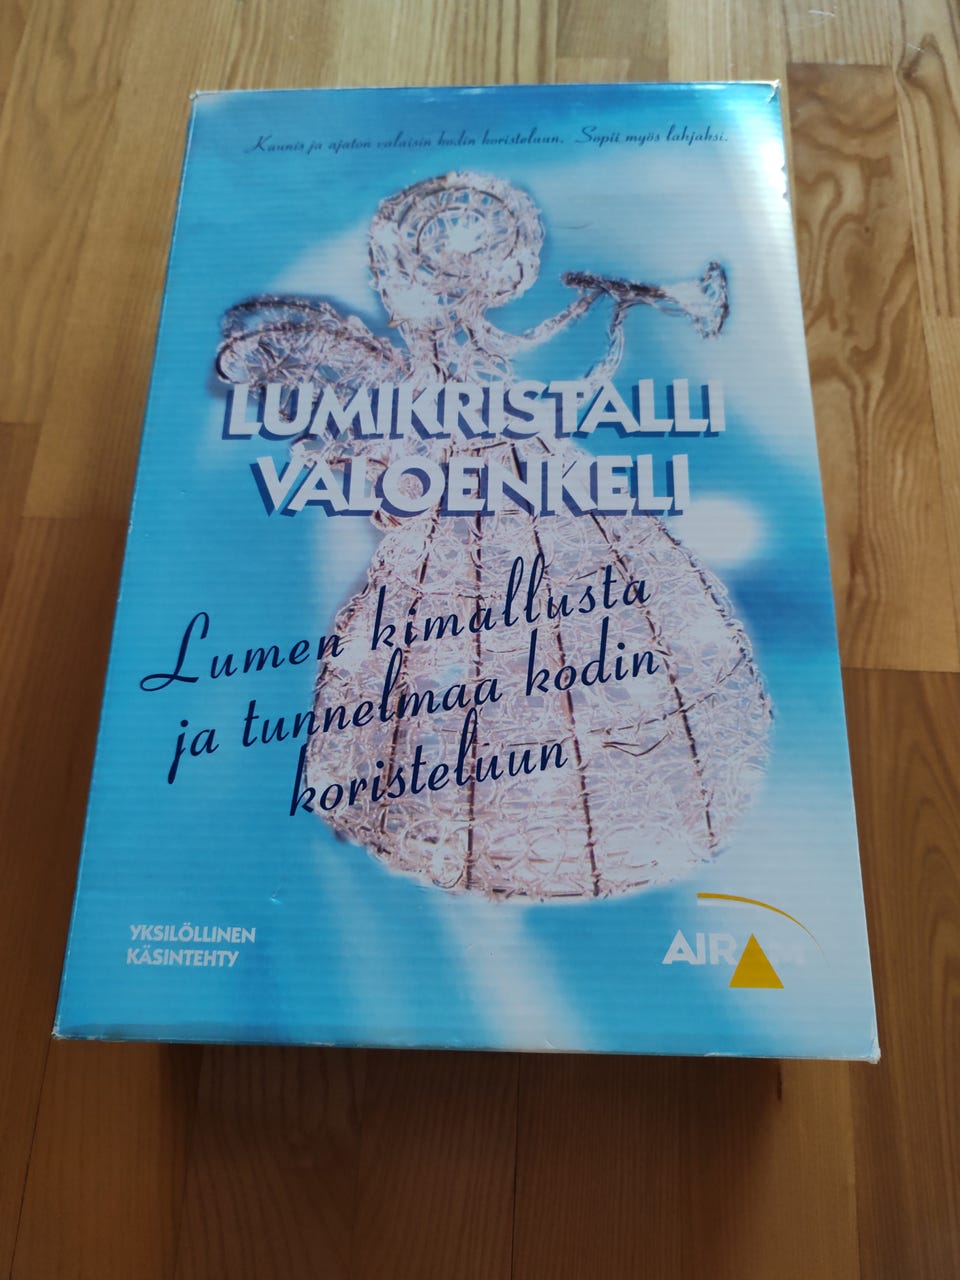 Kaunis ja ajaton valaisin kodin koristeluun. Sopii myös lahjaksi.
LUMIKRISTALLI
VALOENKELI
Lumen kimallusta
ja tunnelmaa kodin
koristeluun
YKSILÖLLINEN
KÄSINTEHTY
AIRAM